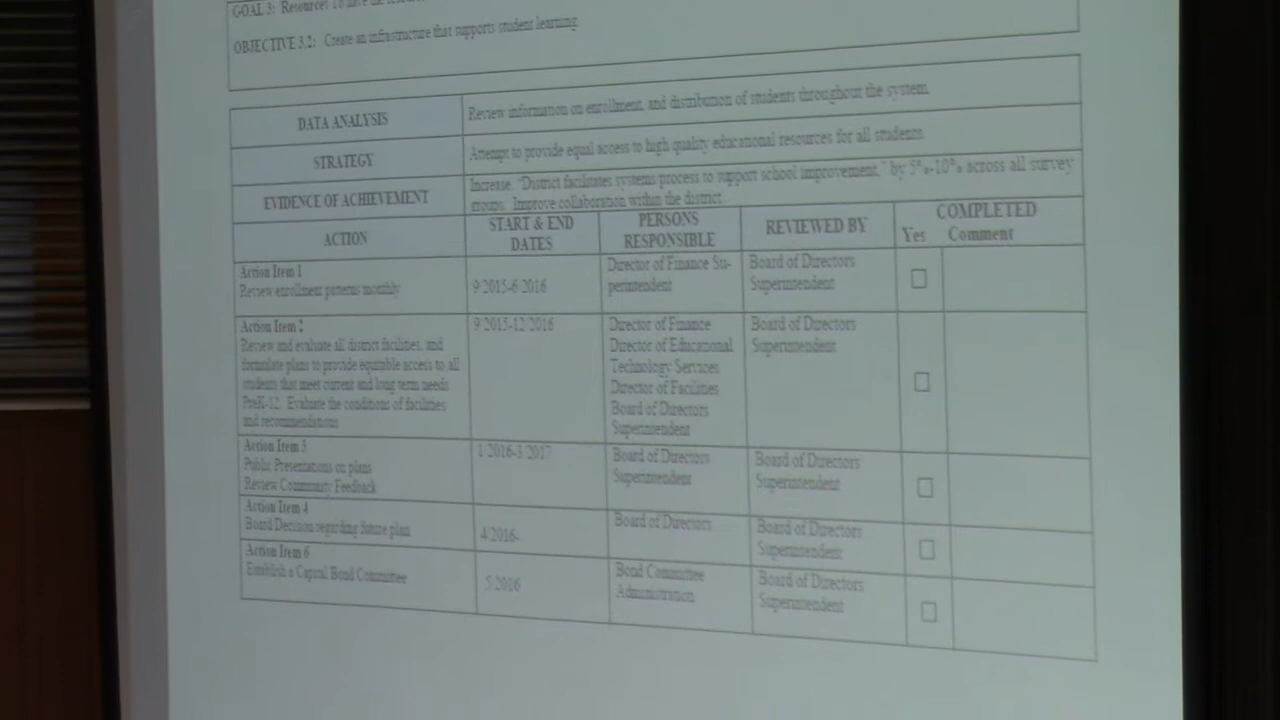 GOAL 3: Resources To have the
OBJECTIVE 3.2: Create an infrastructure that supports student learning.
DATA ANALYSIS
Review information on enrollment, and distribution of students throughout the system.
STRATEGY
Attempt to provide equal access to high quality educational resources for all students.
EVIDENCE OF ACHIEVEMENT
Increase. "District facilitates systems process to support school improvement," by 5%-10% across all survey
groups. Improve collaboration within the district.
ACTION
START & END
DATES
PERSONS
RESPONSIBLE
REVIEWED BY
COMPLETED
Yes Comment
Action Item 1
Review enrollment patterns monthly
9/2015-6/2016
Director of Finance Su-
perintendent
Board of Directors
Superintendent
Action Item 2
Review and evaluate all district facilities, and
formulate plans to provide equitable access to all
students that meet current and long term needs
PreK-12. Evaluate the conditions of facilities
and recommendations
9/2015-12/2016
Director of Finance
Director of Educational
Technology Services
Director of Facilities
Board of Directors
Superintendent
Board of Directors
Superintendent
Action Item 3
Public Presentations on plans
Review Community Feedback
1/2016-3/2017
Board of Directors
Superintendent
Board of Directors
Superintendent
Action Item 4
Board Decision regarding future plan
4/2016-
Board of Directors
Board of Directors
Superintendent
Action Item 6
Establish a Capital Bond Committee
5/2016
Bond Committee
Administration
Board of Directors
Superintendent